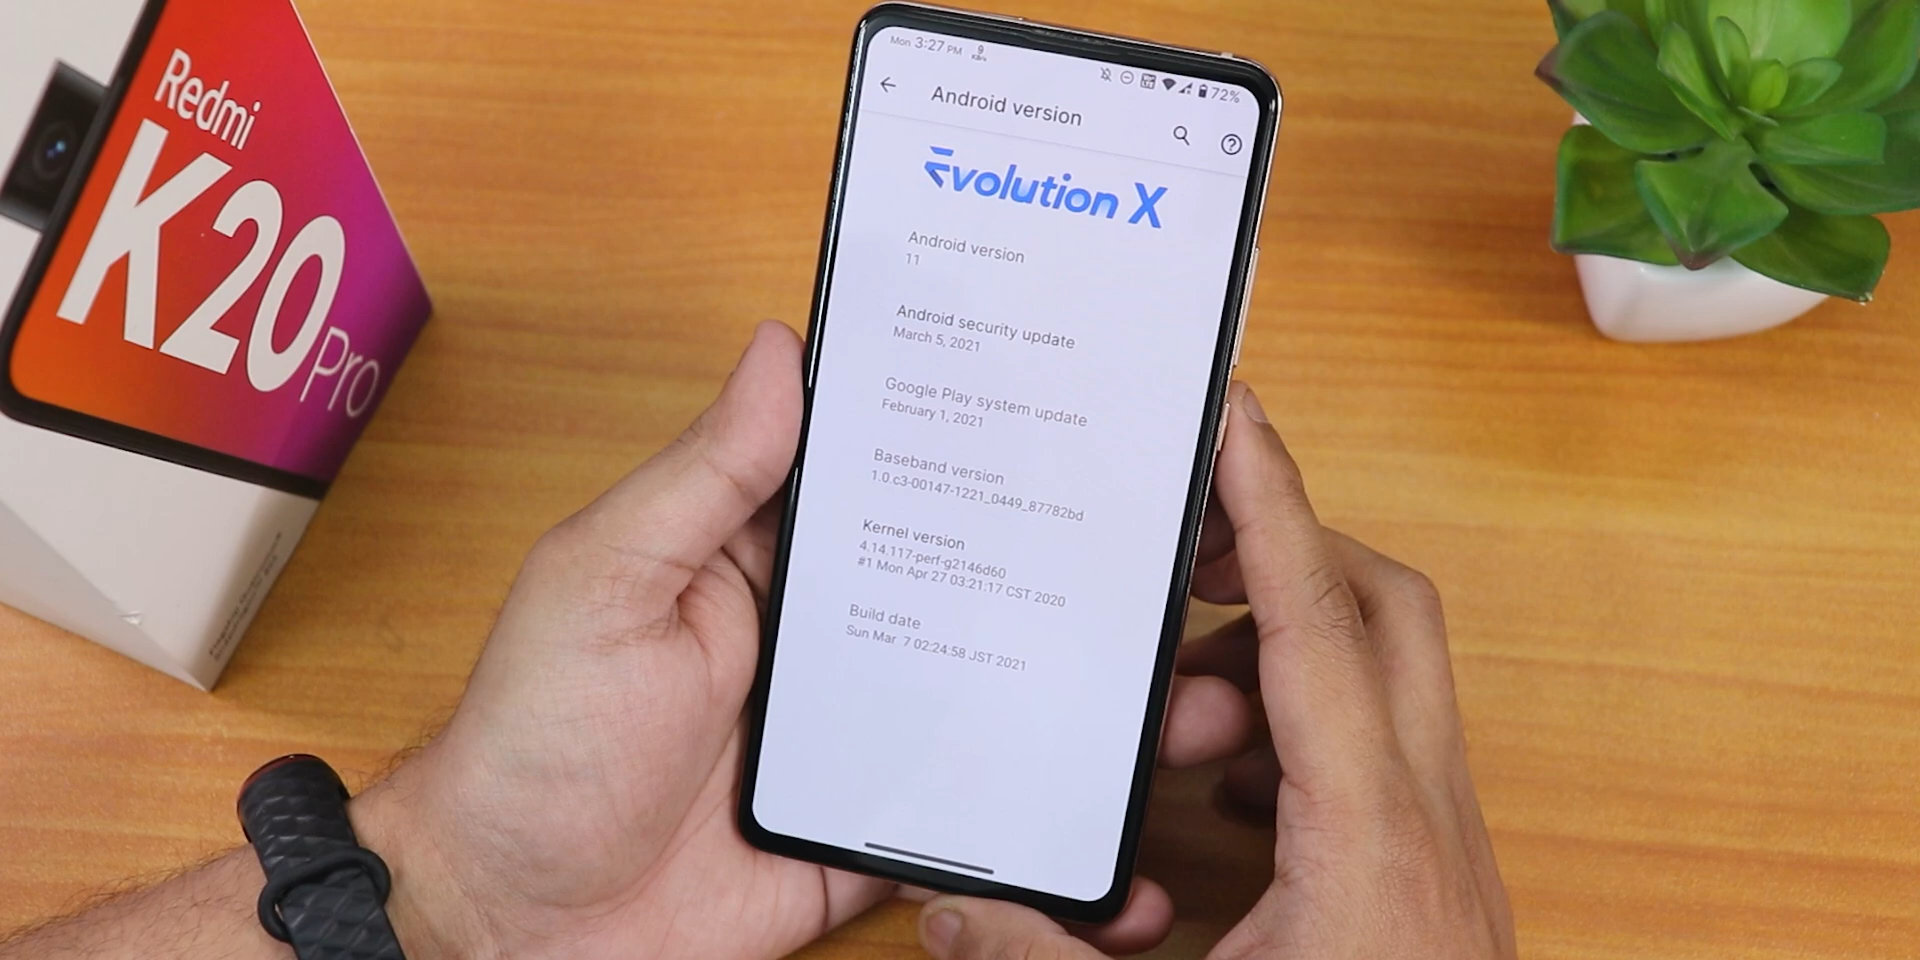 Redmi
K20 Pro
Mon 3:27 PM 9 KB/s
72%
Android version
Evolution X
Android version
11
Android security update
March 5, 2021
Google Play system update
February 1, 2021
Baseband version
1.0.c3-00147-1221_0449_87782bd
Kernel version
4.14.117-perf-g2146d60
#1 Mon Apr 27 03:21:17 CST 2020
Build date
Sun Mar 7 02:24:58 JST 2021